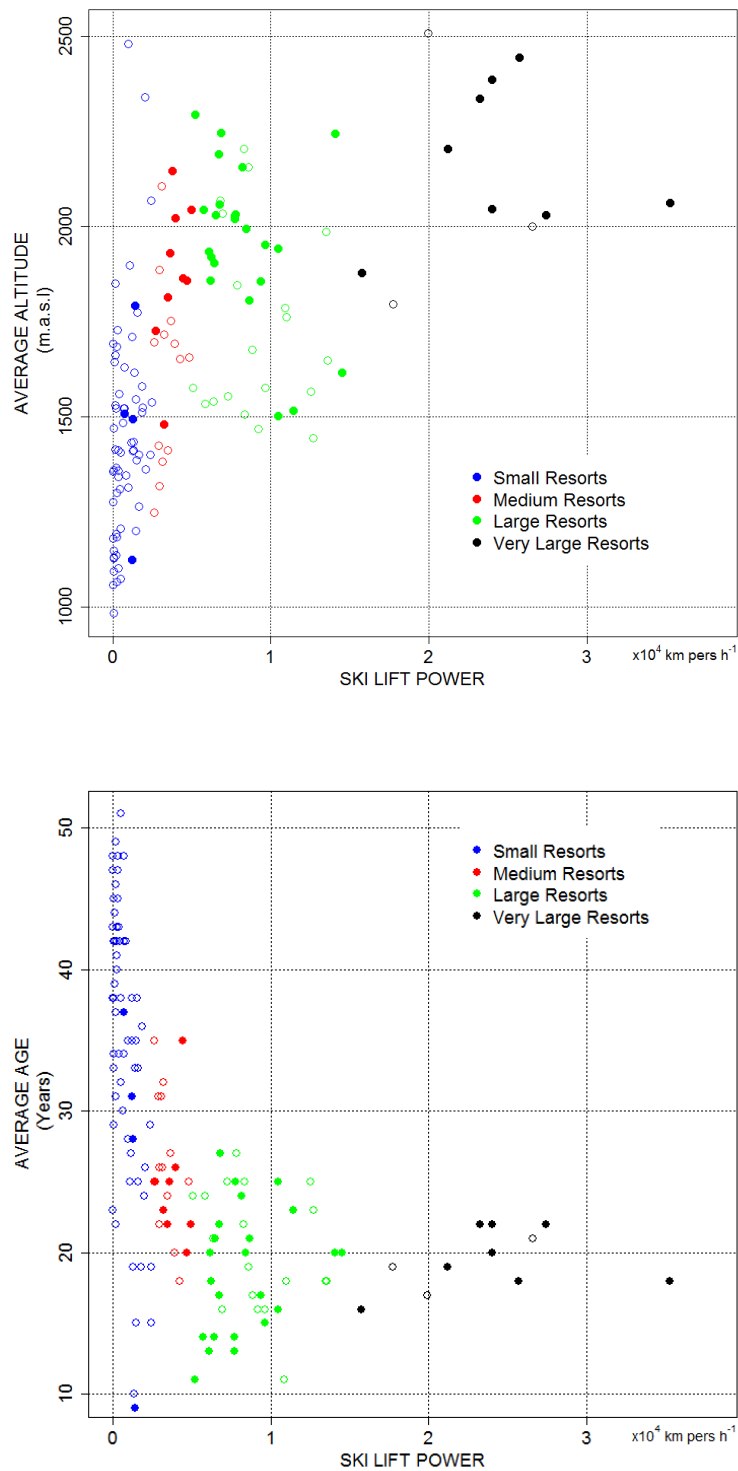 2500
2000
1500
1000
AVERAGE ALTITUDE
(m.a.s.l)
Small Resorts
Medium Resorts
Large Resorts
Very Large Resorts
0 1 2 3 x10⁴ km pers h⁻¹
SKI LIFT POWER
50
40
30
20
10
AVERAGE AGE
(Years)
Small Resorts
Medium Resorts
Large Resorts
Very Large Resorts
0 1 2 3 x10⁴ km pers h⁻¹
SKI LIFT POWER